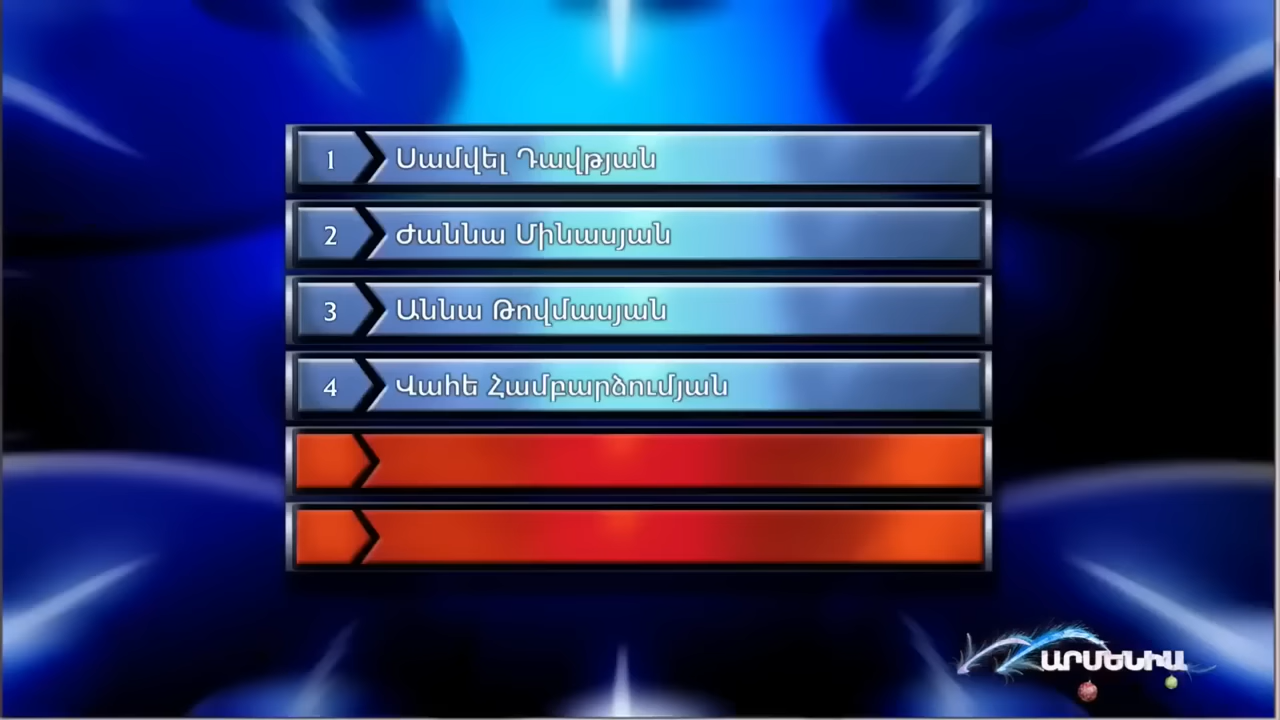 1 Սամվել Դավթյան
2 Ժաննա Մինասյան
3 Աննա Թովմասյան
4 Վահե Համբարձումյան
ԱՐՄԵՆԻԱ